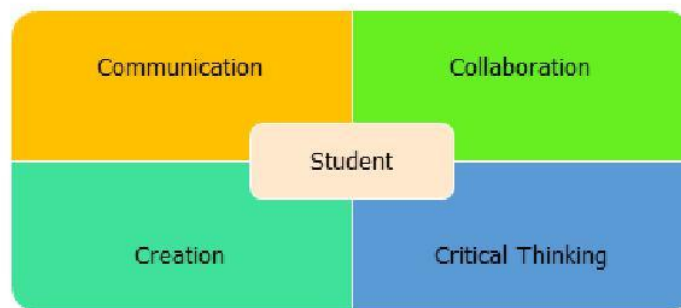 Communication
Collaboration
Student
Creation
Critical Thinking